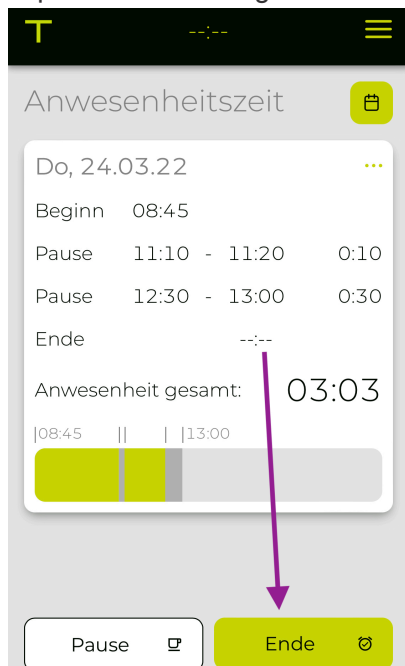 T --:--
Anwesenheitszeit
Do, 24.03.22 ...
Beginn 08:45
Pause 11:10 - 11:20 0:10
Pause 12:30 - 13:00 0:30
Ende --:--
Anwesenheit gesamt: 03:03
|08:45 || | |13:00
Pause Ende